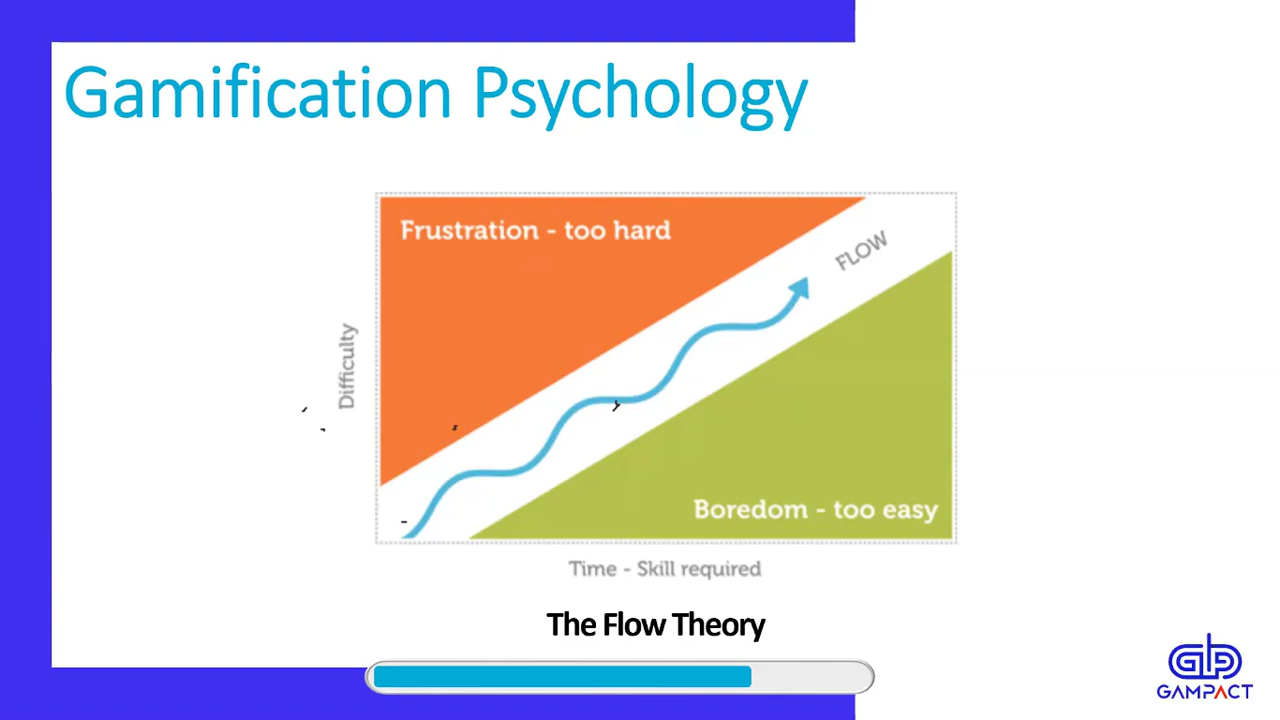 Gamification Psychology
Frustration - too hard
FLOW
Difficulty
Boredom - too easy
Time - Skill required
The Flow Theory
GAMPACT